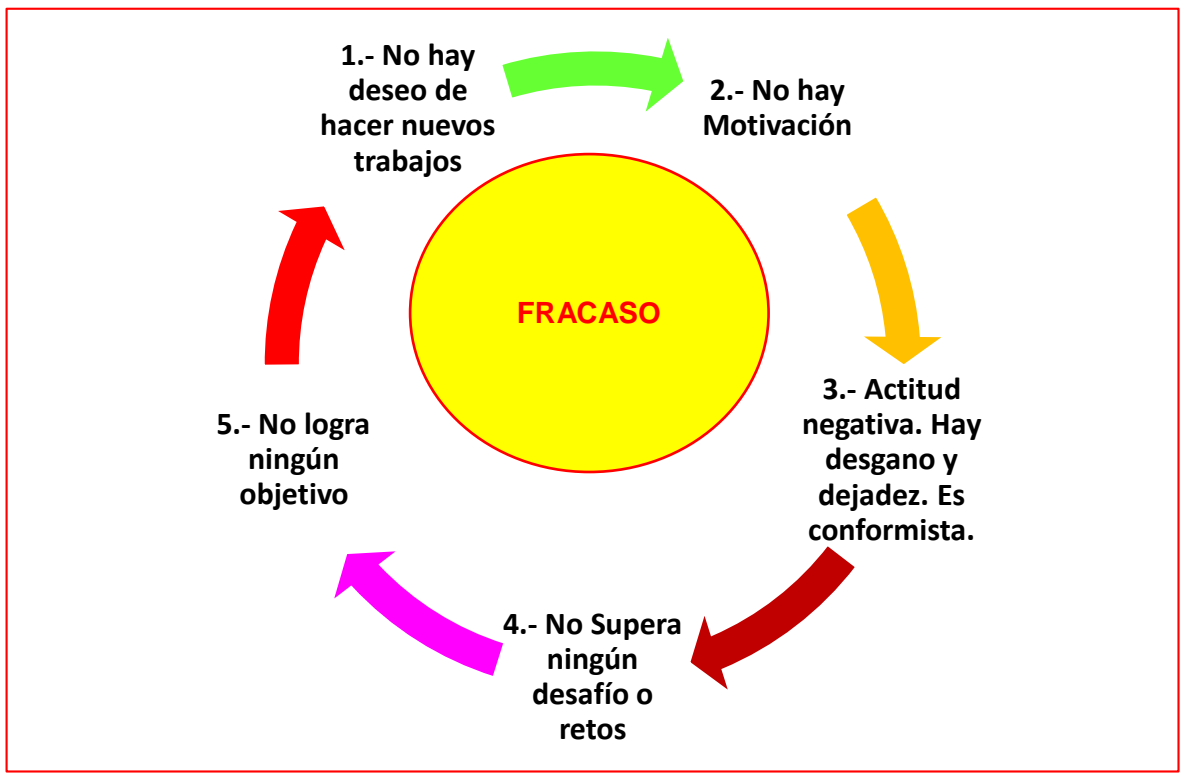 1.- No hay
deseo de
hacer nuevos
trabajos
2.- No hay
Motivación
FRACASO
3.- Actitud
negativa. Hay
desgano y
dejadez. Es
conformista.
4.- No Supera
ningún
desafío o
retos
5.- No logra
ningún
objetivo